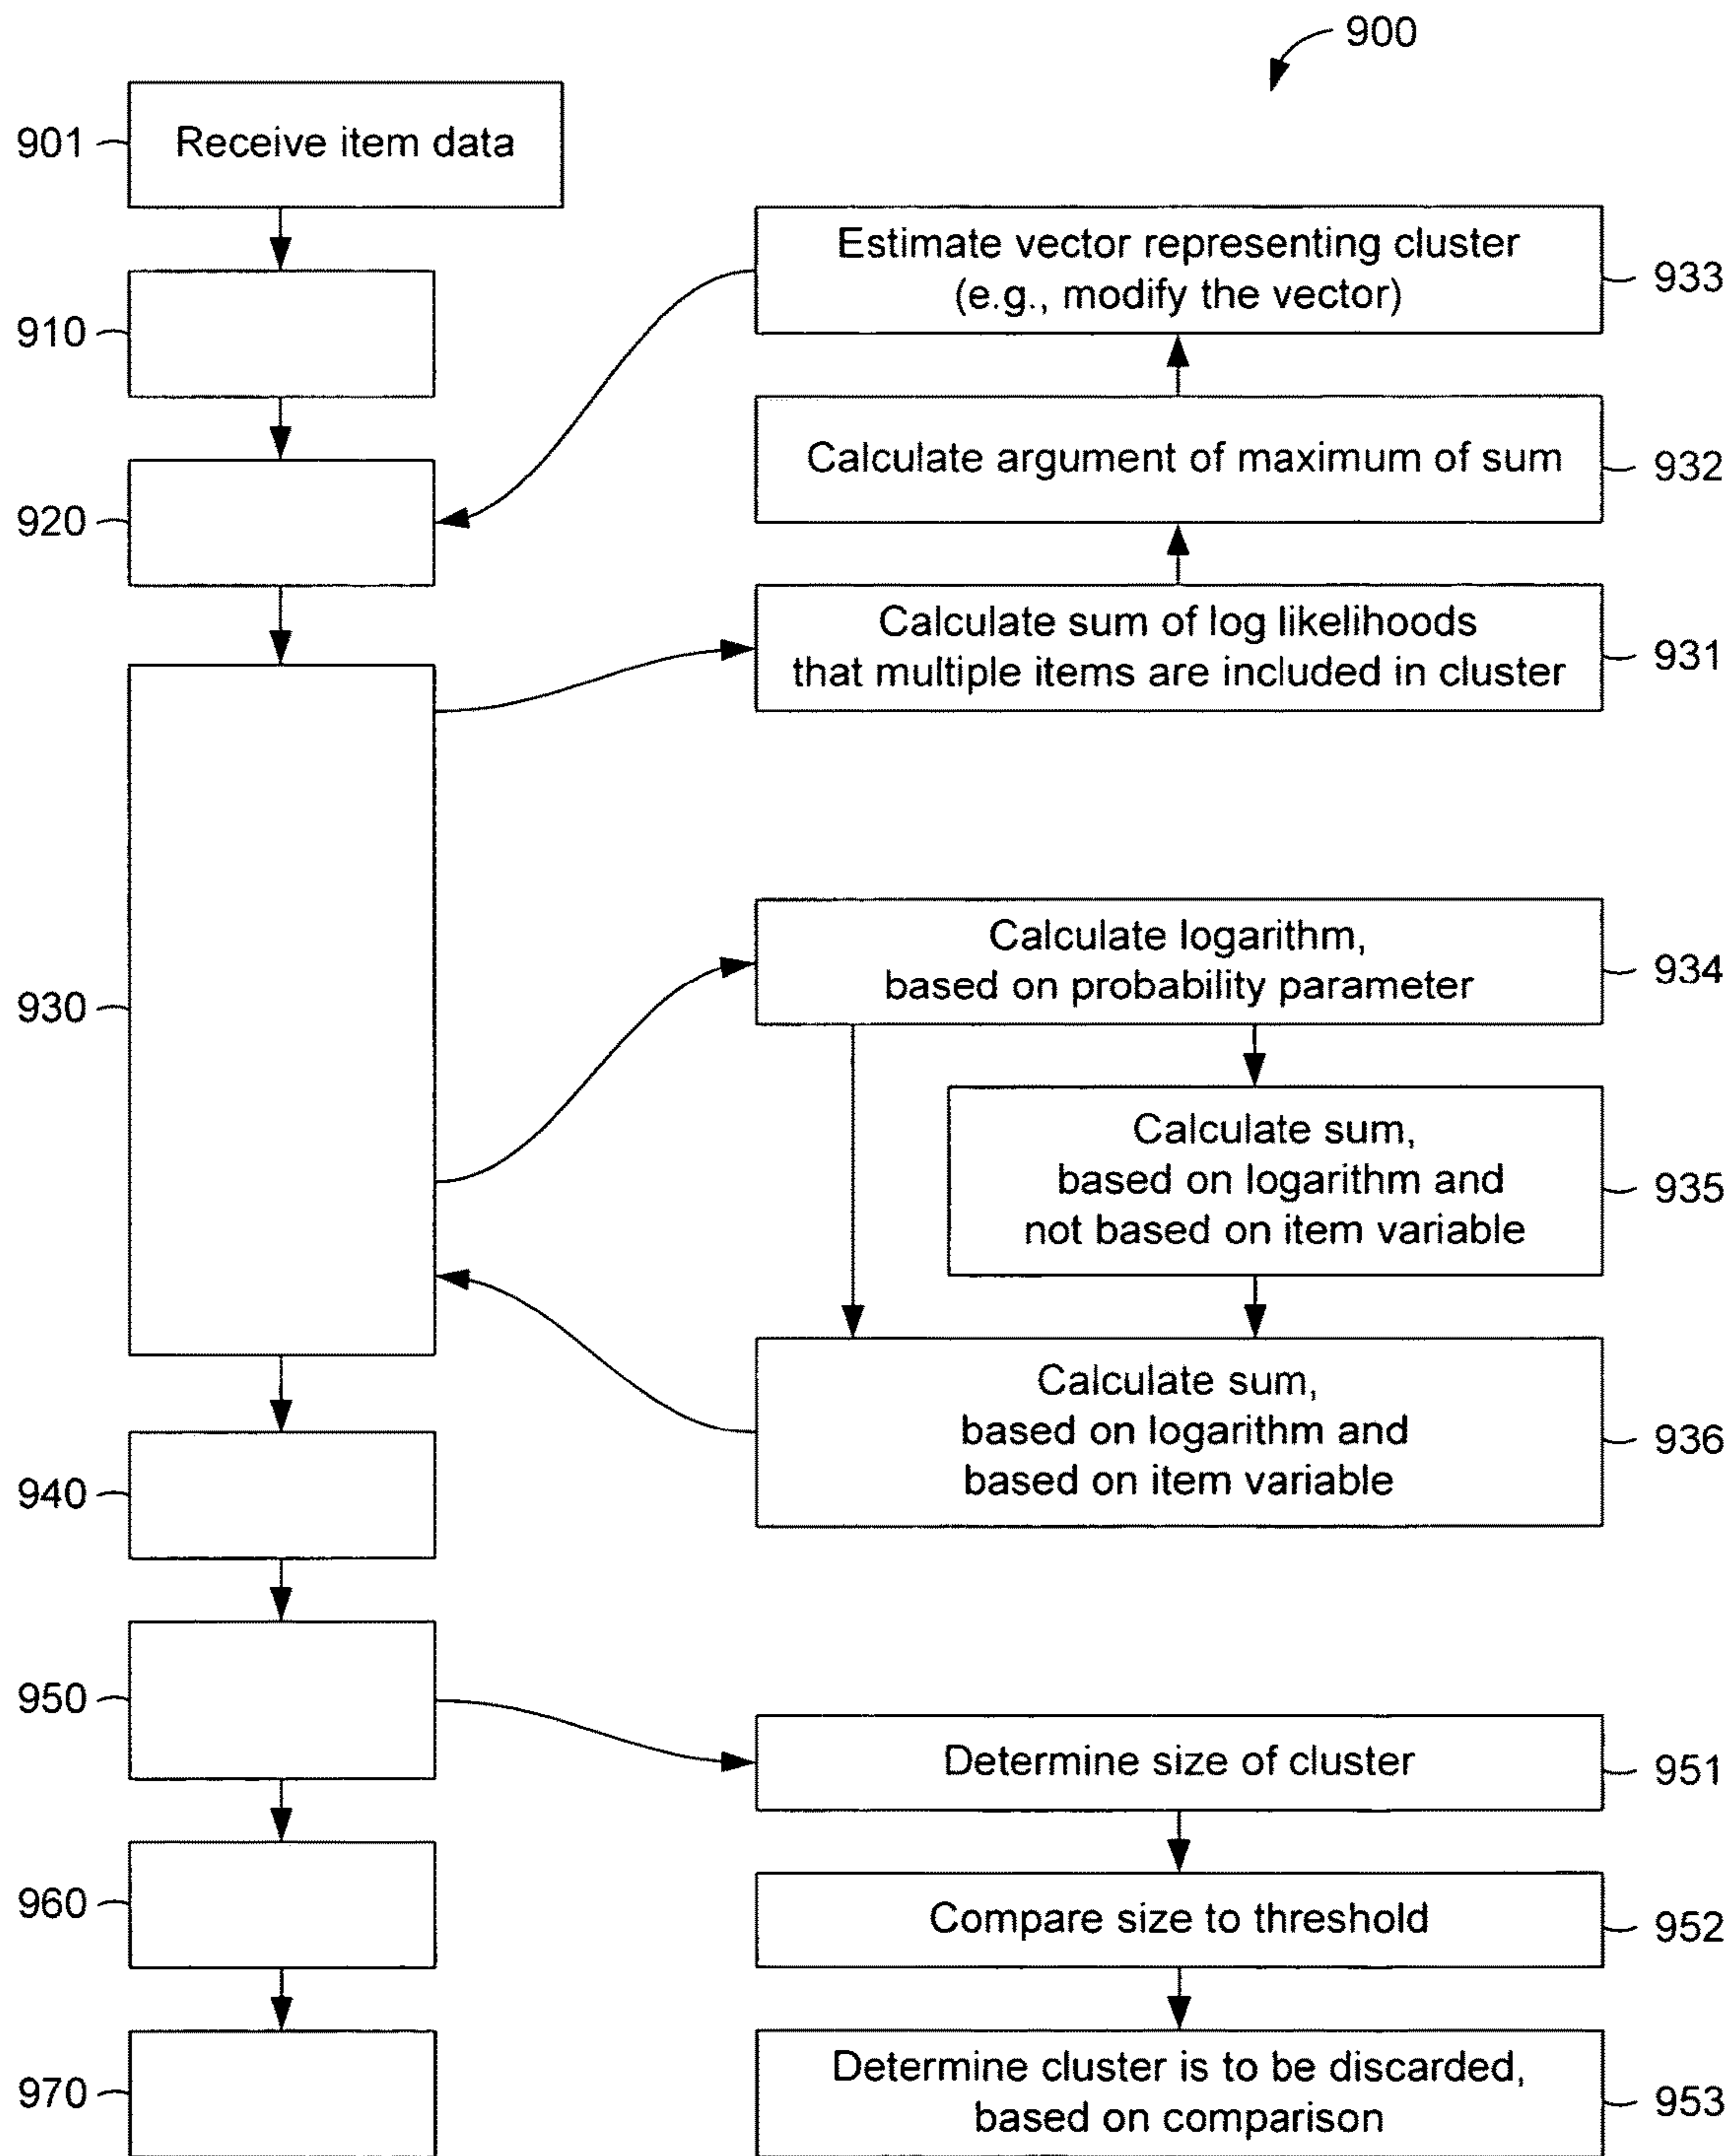 900
901
Receive item data
910
920
930
940
950
960
970
Estimate vector representing cluster
(e.g., modify the vector)
933
Calculate argument of maximum of sum
932
Calculate sum of log likelihoods
that multiple items are included in cluster
931
Calculate logarithm,
based on probability parameter
934
Calculate sum,
based on logarithm and
not based on item variable
935
Calculate sum,
based on logarithm and
based on item variable
936
Determine size of cluster
951
Compare size to threshold
952
Determine cluster is to be discarded,
based on comparison
953